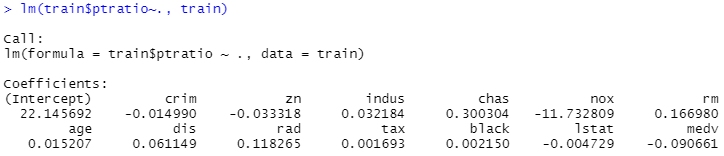 > lm(train$ptratio~., train)
Call:
lm(formula = train$ptratio ~ ., data = train)
Coefficients:
(Intercept) crim zn indus chas nox rm
22.145692 -0.014990 -0.033318 0.032184 0.300304 -11.732809 0.166980
age dis rad tax black lstat medv
0.015207 0.061149 0.118265 0.001693 0.002150 -0.004729 -0.090661